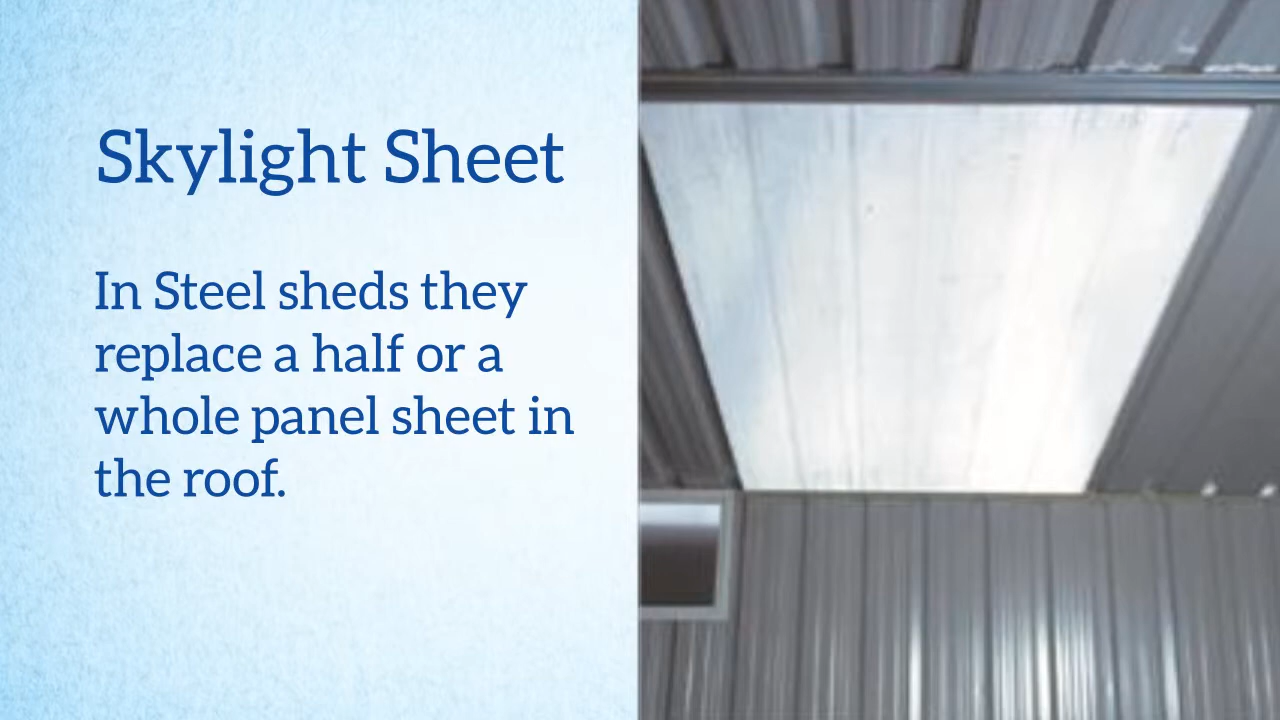 Skylight Sheet
In Steel sheds they
replace a half or a
whole panel sheet in
the roof.